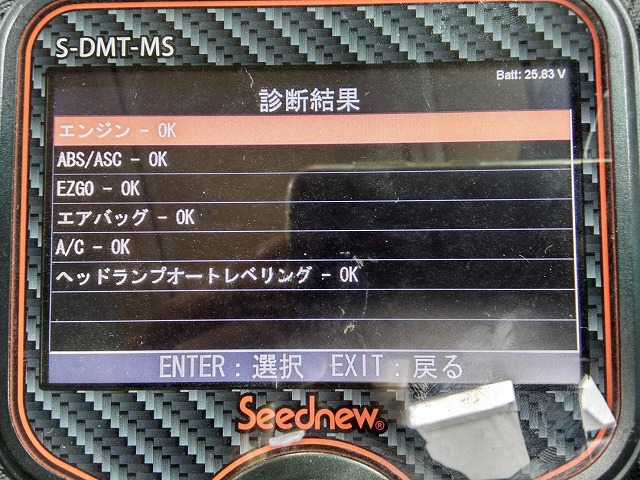 S-DMT-MS
Batt: 25.83 V
診断結果
エンジン - OK
ABS/ASC - OK
EZGO - OK
エアバッグ - OK
A/C - OK
ヘッドランプオートレベリング - OK
ENTER：選択 EXIT：戻る
Seednew®